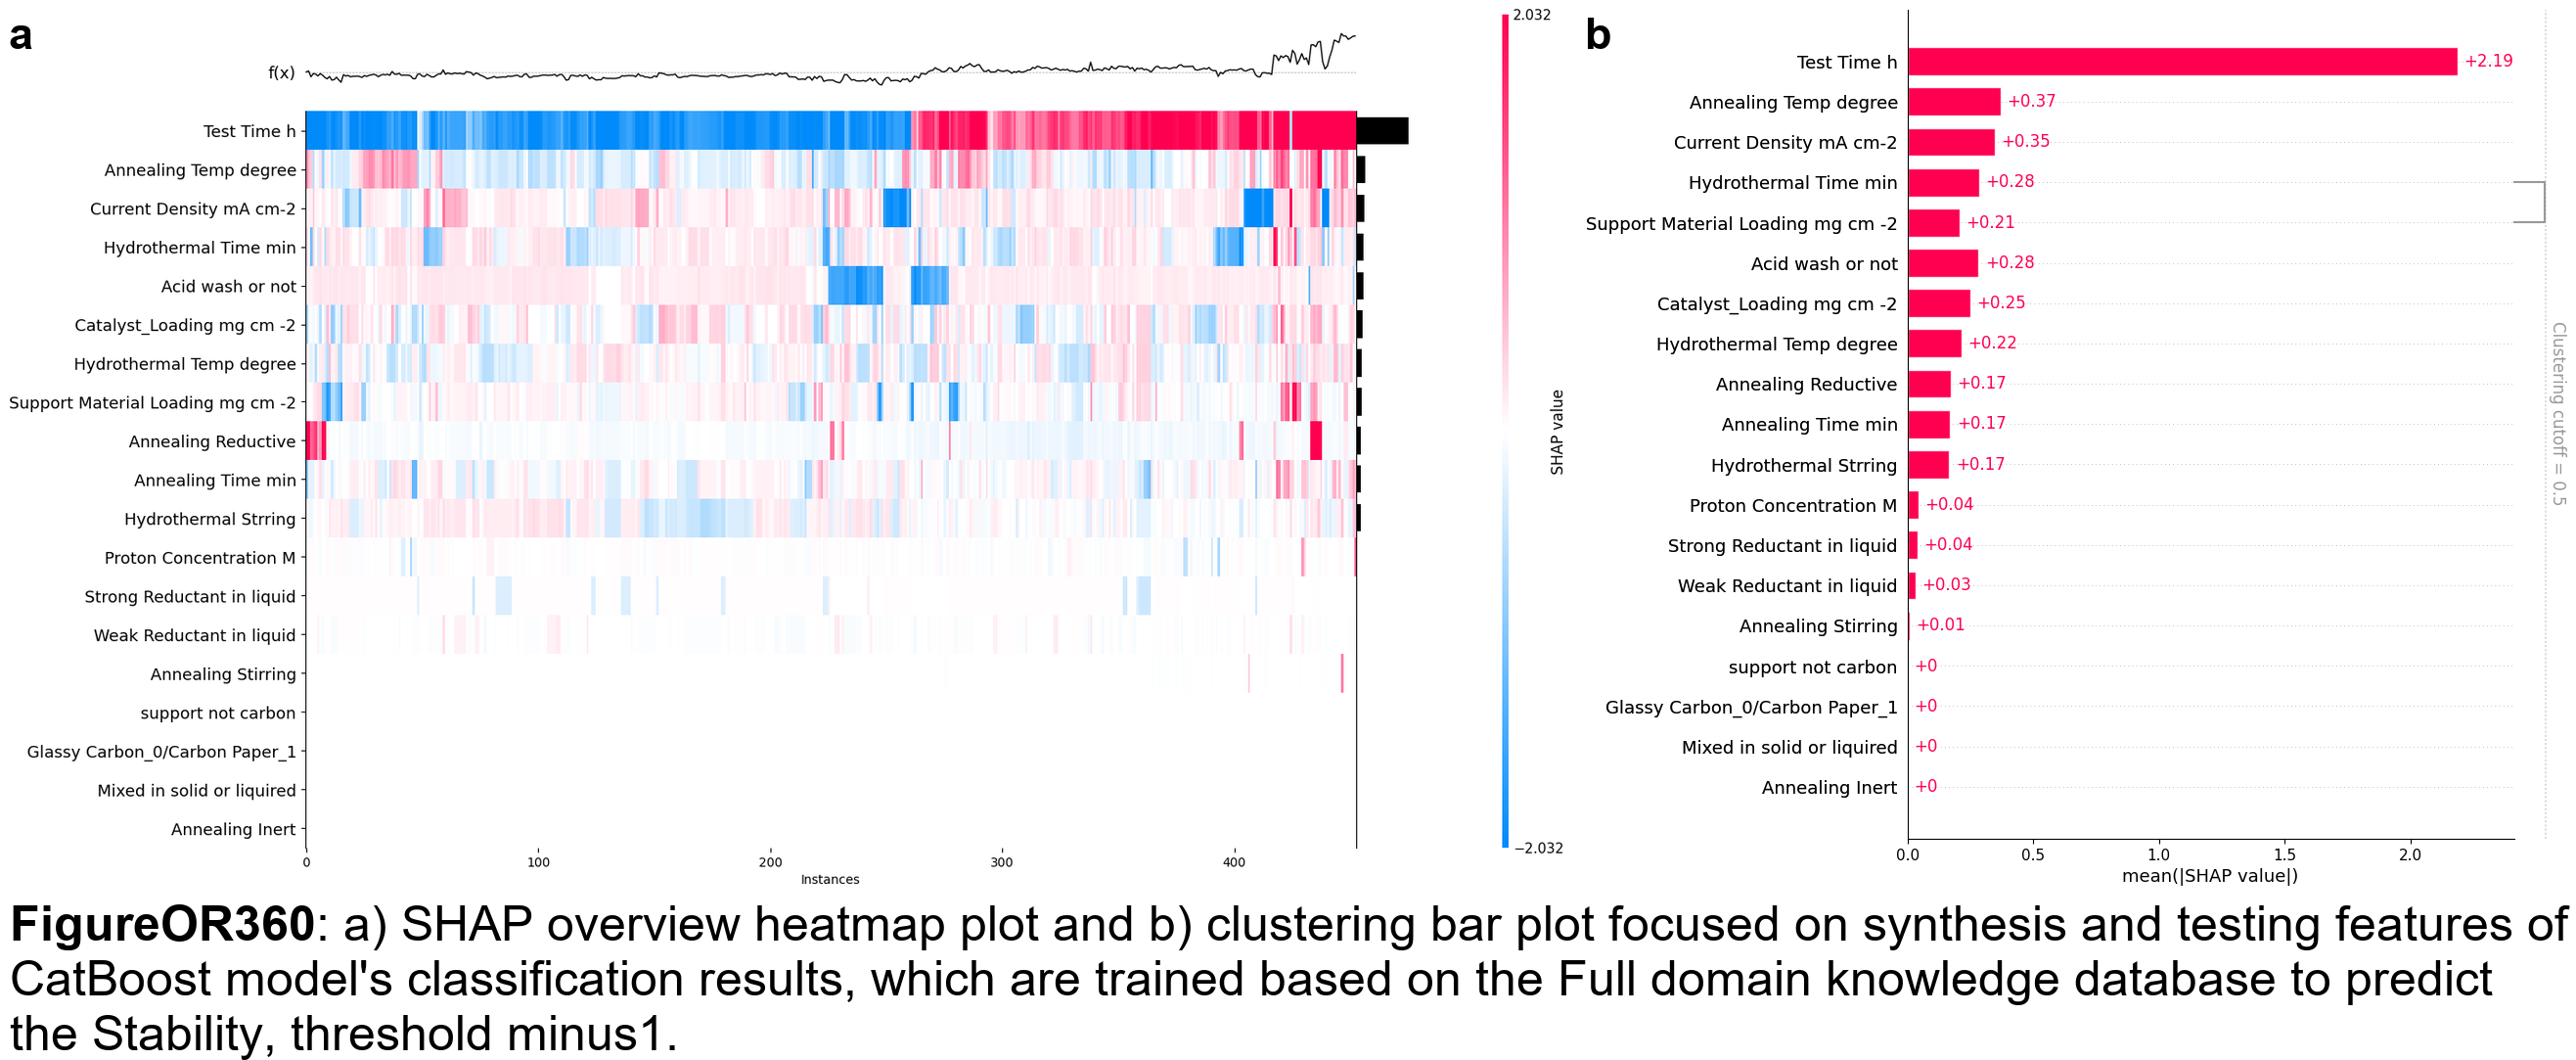 a
f(x)
Test Time h
Annealing Temp degree
Current Density mA cm-2
Hydrothermal Time min
Acid wash or not
Catalyst_Loading mg cm -2
Hydrothermal Temp degree
Support Material Loading mg cm -2
Annealing Reductive
Annealing Time min
Hydrothermal Strring
Proton Concentration M
Strong Reductant in liquid
Weak Reductant in liquid
Annealing Stirring
support not carbon
Glassy Carbon_0/Carbon Paper_1
Mixed in solid or liquired
Annealing Inert
0 100 200 300 400
Instances
2.032
SHAP value
−2.032
b
Test Time h +2.19
Annealing Temp degree +0.37
Current Density mA cm-2 +0.35
Hydrothermal Time min +0.28
Support Material Loading mg cm -2 +0.21
Acid wash or not +0.28
Catalyst_Loading mg cm -2 +0.25
Hydrothermal Temp degree +0.22
Annealing Reductive +0.17
Annealing Time min +0.17
Hydrothermal Strring +0.17
Proton Concentration M +0.04
Strong Reductant in liquid +0.04
Weak Reductant in liquid +0.03
Annealing Stirring +0.01
support not carbon +0
Glassy Carbon_0/Carbon Paper_1 +0
Mixed in solid or liquired +0
Annealing Inert +0
0.0 0.5 1.0 1.5 2.0
mean(|SHAP value|)
Clustering cutoff = 0.5
FigureOR360: a) SHAP overview heatmap plot and b) clustering bar plot focused on synthesis and testing features of
CatBoost model's classification results, which are trained based on the Full domain knowledge database to predict
the Stability, threshold minus1.